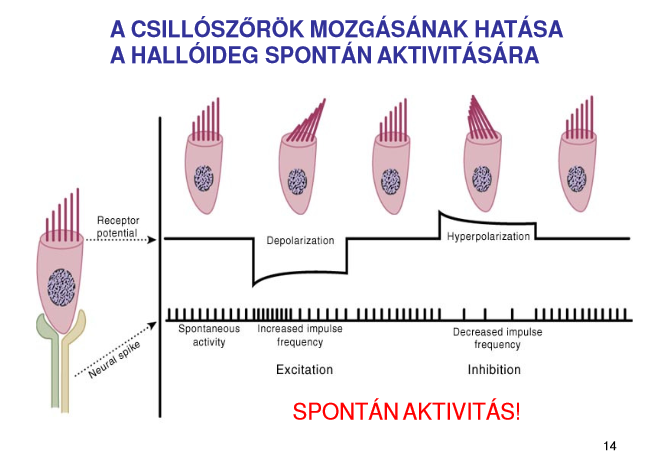 A CSILLÓSZŐRÖK MOZGÁSÁNAK HATÁSA
A HALLÓIDEG SPONTÁN AKTIVITÁSÁRA
Receptor
potential
Depolarization
Hyperpolarization
Neural spike
Spontaneous
activity
Increased impulse
frequency
Decreased impulse
frequency
Excitation
Inhibition
SPONTÁN AKTIVITÁS!
14